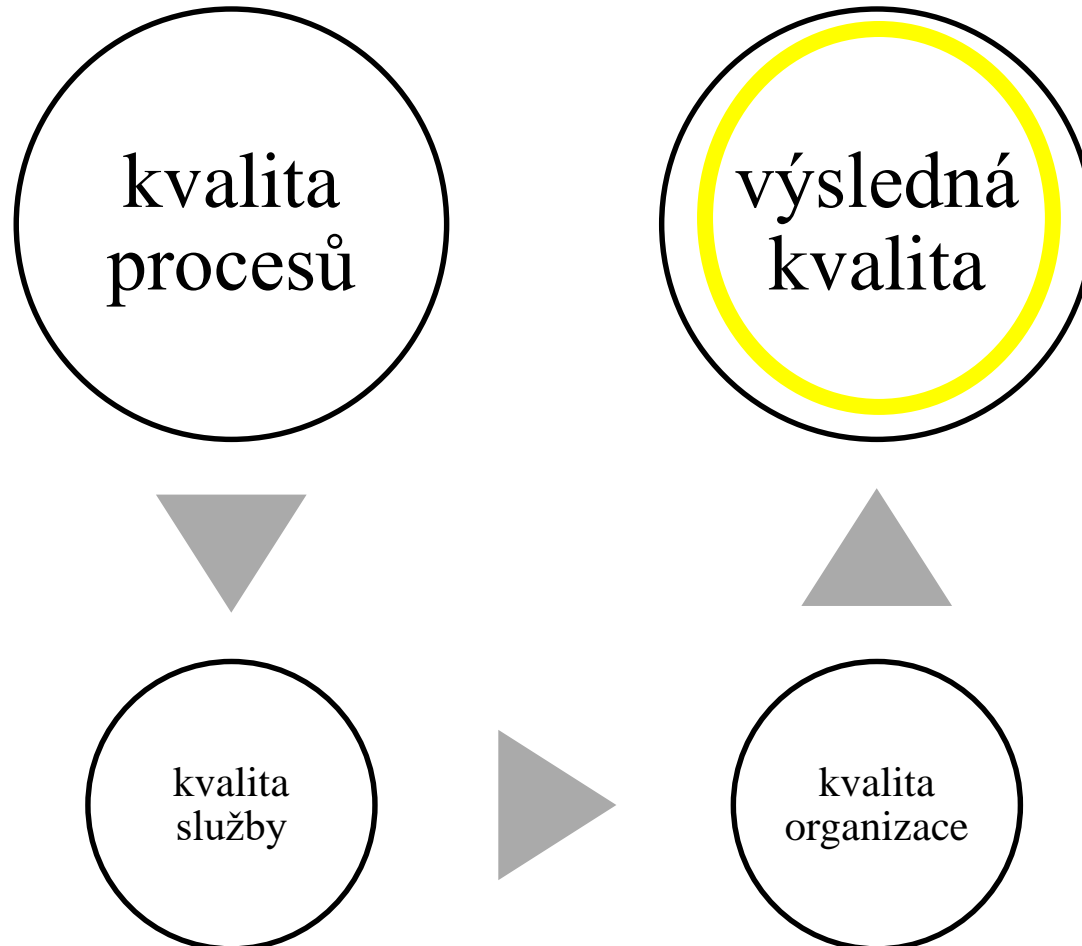 kvalita
procesů
výsledná
kvalita
kvalita
služby
kvalita
organizace